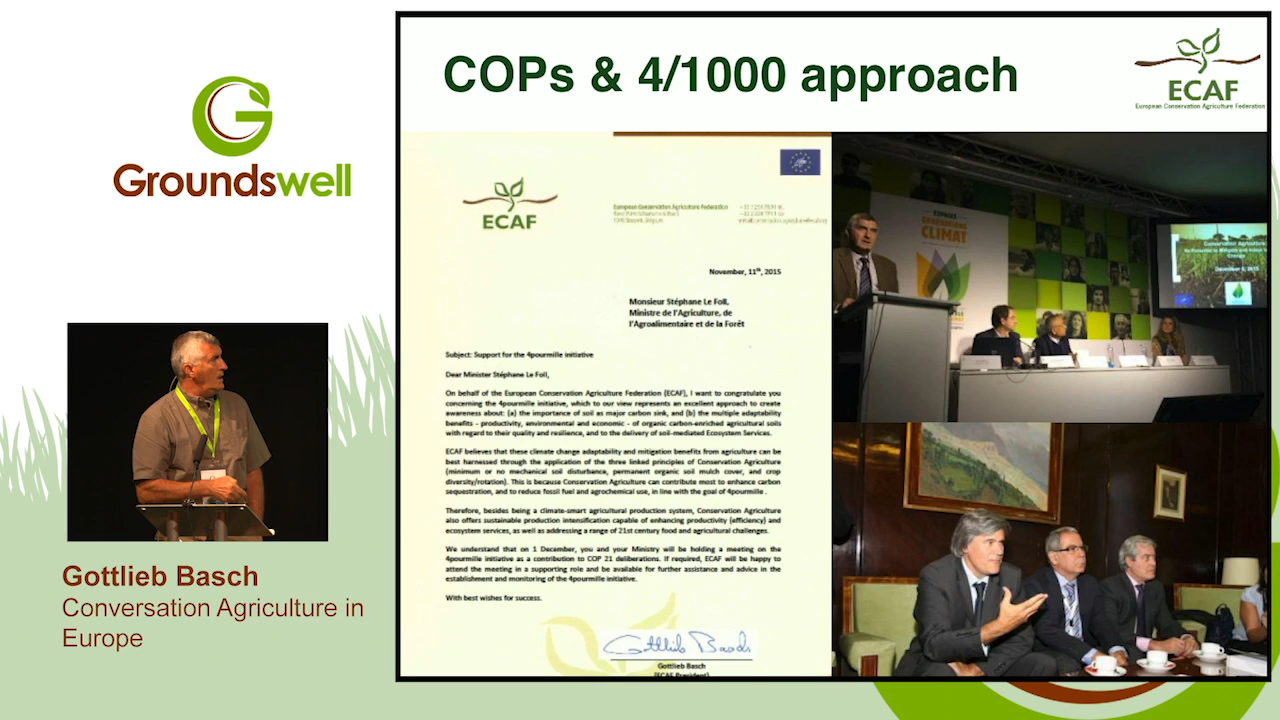 Groundswell
Gottlieb Basch
Conversation Agriculture in
Europe
COPs & 4/1000 approach
ECAF
European Conservation Agriculture Federation
ECAF
European Conservation Agriculture Federation
November, 11th, 2015
Monsieur Stéphane Le Foll,
Ministre de l'Agriculture, de
l'Agroalimentaire et de la Forêt
Subject: Support for the 4pourmille initiative
Dear Minister Stéphane Le Foll,
On behalf of the European Conservation Agriculture Federation (ECAF), I want to congratulate you
concerning the 4pourmille initiative, which to our view represents an excellent approach to create
awareness about: (a) the importance of soil as major carbon sink, and (b) the multiple adaptability
benefits - productivity, environmental and economic - of organic carbon-enriched agricultural soils
with regard to their quality and resilience, and to the delivery of soil-mediated Ecosystem Services.
ECAF believes that these climate change adaptability and mitigation benefits from agriculture can be
best harnessed through the application of the three linked principles of Conservation Agriculture
(minimum or no mechanical soil disturbance, permanent organic soil mulch cover, and crop
diversity/rotation). This is because Conservation Agriculture can contribute most to enhance carbon
sequestration, and to reduce fossil fuel and agrochemical use, in line with the goal of 4pourmille .
Therefore, besides being a climate-smart agricultural production system, Conservation Agriculture
also offers sustainable production intensification capable of enhancing productivity (efficiency) and
ecosystem services, as well as addressing a range of 21st century food and agricultural challenges.
We understand that on 1 December, you and your Ministry will be holding a meeting on the
4pourmille initiative as a contribution to COP 21 deliberations. If required, ECAF will be happy to
attend the meeting in a supporting role and be available for further assistance and advice in the
establishment and monitoring of the 4pourmille initiative.
With best wishes for success.
Gottlieb Basch
Gottlieb Basch
(ECAF President)
GÉNÉRATIONS
CLIMAT
Conservation Agriculture